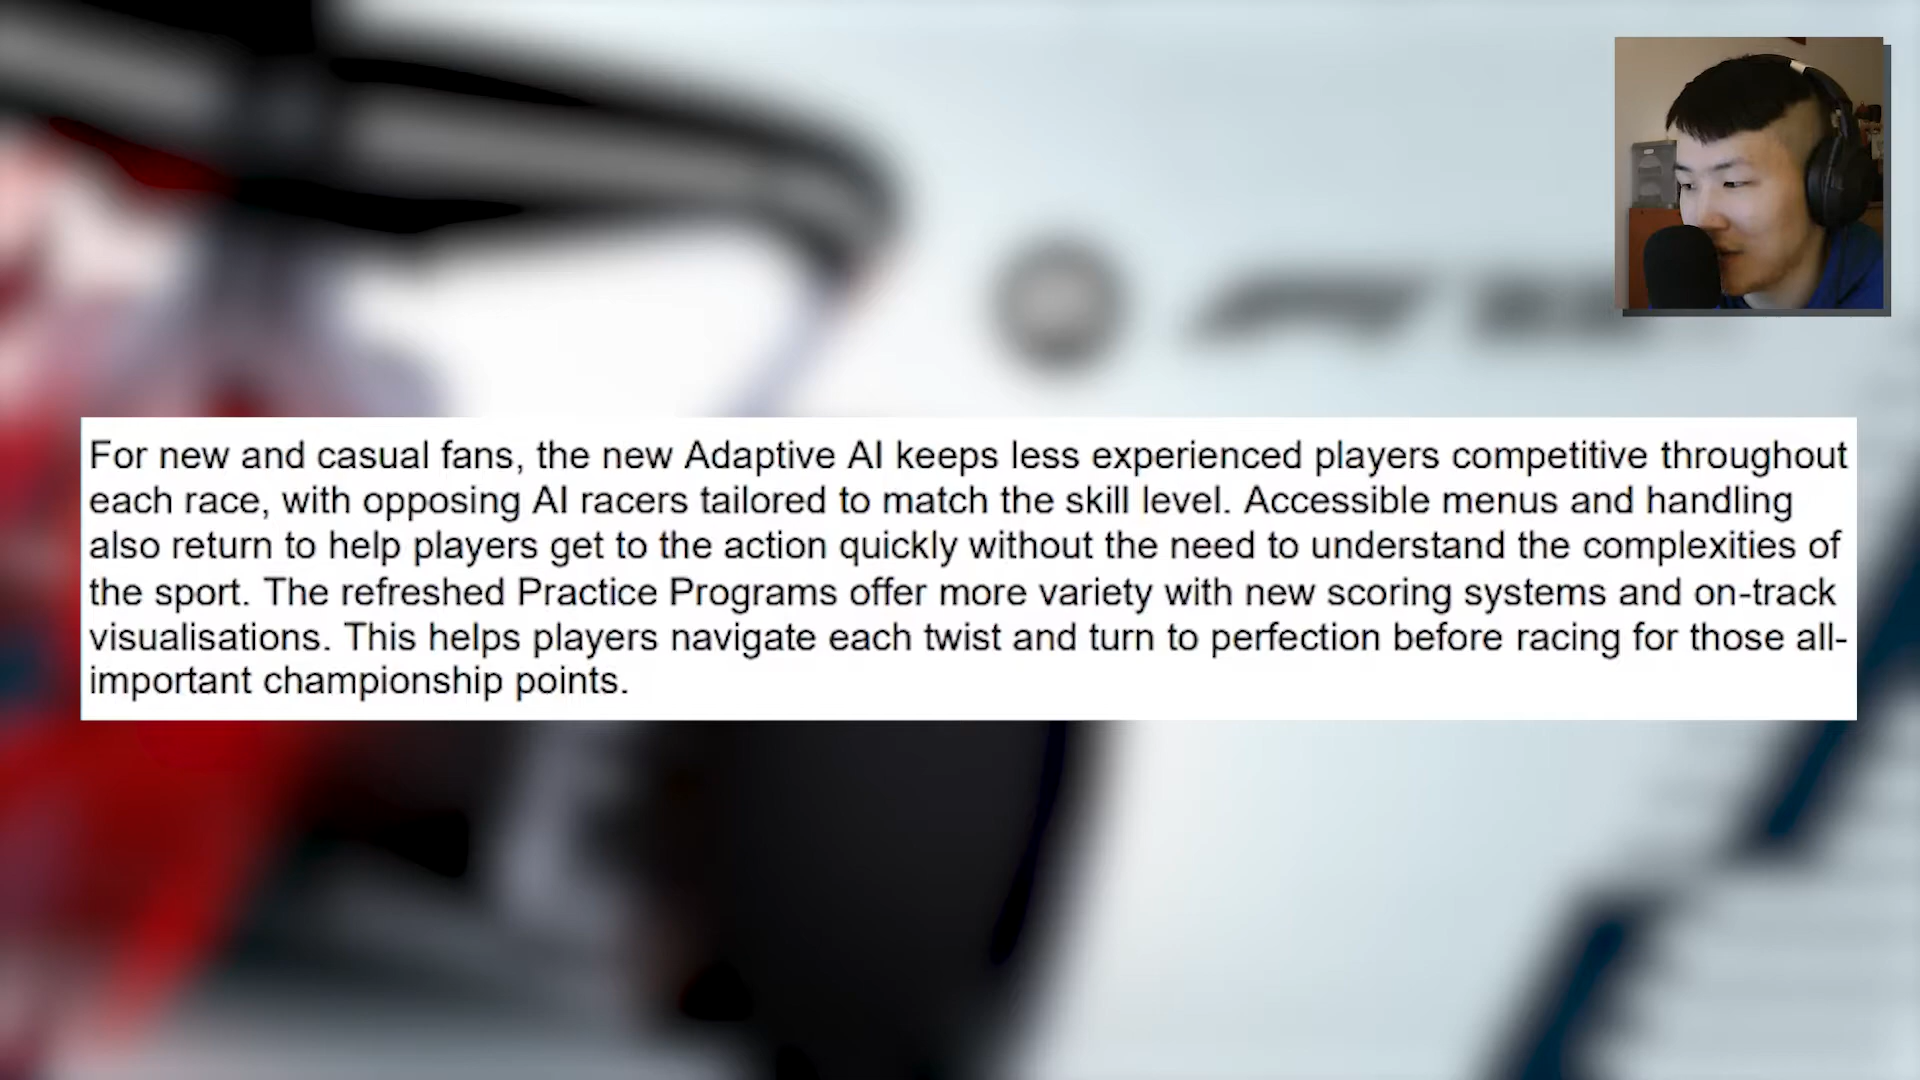 For new and casual fans, the new Adaptive AI keeps less experienced players competitive throughout
each race, with opposing AI racers tailored to match the skill level. Accessible menus and handling
also return to help players get to the action quickly without the need to understand the complexities of
the sport. The refreshed Practice Programs offer more variety with new scoring systems and on-track
visualisations. This helps players navigate each twist and turn to perfection before racing for those all-
important championship points.